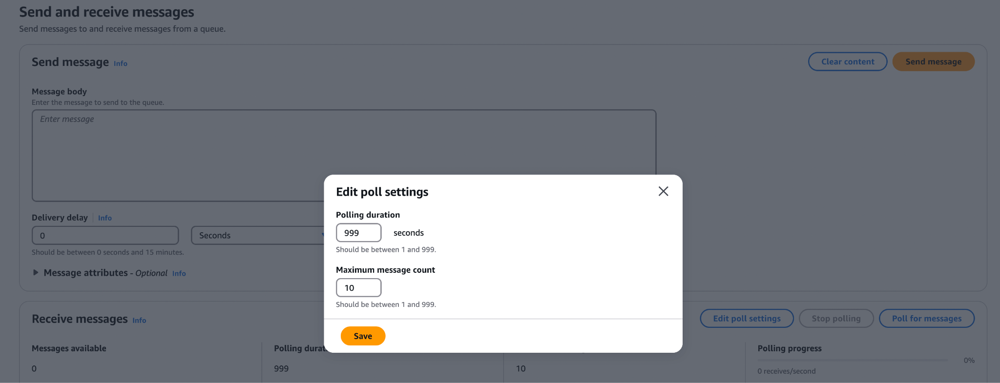 Send and receive messages
Send messages to and receive messages from a queue.
Send message Info
Clear content
Send message
Message body
Enter the message to send to the queue.
Enter message
Delivery delay Info
0
Seconds
Should be between 0 seconds and 15 minutes.
Message attributes - Optional Info
Edit poll settings
Polling duration
999 seconds
Should be between 1 and 999.
Maximum message count
10
Should be between 1 and 999.
Save
Receive messages Info
Edit poll settings
Stop polling
Poll for messages
Messages available
0
Polling
999
10
Polling progress
0%
0 receives/second